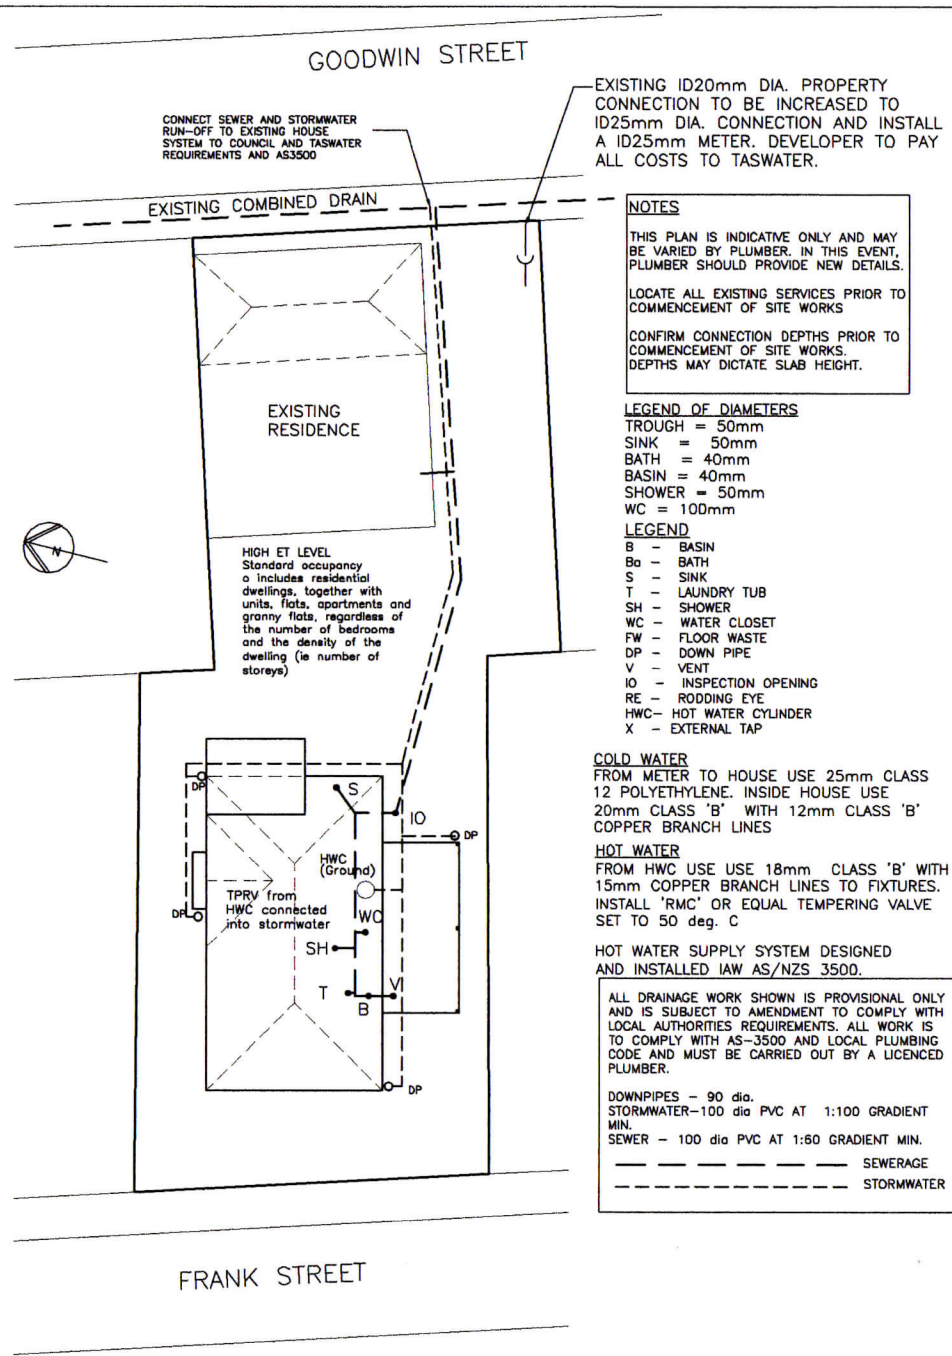 GOODWIN STREET
CONNECT SEWER AND STORMWATER
RUN-OFF TO EXISTING HOUSE
SYSTEM TO COUNCIL AND TASWATER
REQUIREMENTS AND AS3500
EXISTING ID20mm DIA. PROPERTY
CONNECTION TO BE INCREASED TO
ID25mm DIA. CONNECTION AND INSTALL
A ID25mm METER. DEVELOPER TO PAY
ALL COSTS TO TASWATER.
EXISTING COMBINED DRAIN
NOTES
THIS PLAN IS INDICATIVE ONLY AND MAY
BE VARIED BY PLUMBER. IN THIS EVENT,
PLUMBER SHOULD PROVIDE NEW DETAILS.
LOCATE ALL EXISTING SERVICES PRIOR TO
COMMENCEMENT OF SITE WORKS
CONFIRM CONNECTION DEPTHS PRIOR TO
COMMENCEMENT OF SITE WORKS.
DEPTHS MAY DICTATE SLAB HEIGHT.
EXISTING
RESIDENCE
LEGEND OF DIAMETERS
TROUGH = 50mm
SINK = 50mm
BATH = 40mm
BASIN = 40mm
SHOWER = 50mm
WC = 100mm
LEGEND
B - BASIN
Ba - BATH
S - SINK
T - LAUNDRY TUB
SH - SHOWER
WC - WATER CLOSET
FW - FLOOR WASTE
DP - DOWN PIPE
V - VENT
IO - INSPECTION OPENING
RE - RODDING EYE
HWC- HOT WATER CYLINDER
X - EXTERNAL TAP
N
HIGH ET LEVEL
Standard occupancy
o includes residential
dwellings, together with
units, flats, apartments and
granny flats, regardless of
the number of bedrooms
and the density of the
dwelling (ie number of
storeys)
COLD WATER
FROM METER TO HOUSE USE 25mm CLASS
12 POLYETHYLENE. INSIDE HOUSE USE
20mm CLASS 'B' WITH 12mm CLASS 'B'
COPPER BRANCH LINES
HOT WATER
FROM HWC USE USE 18mm CLASS 'B' WITH
15mm COPPER BRANCH LINES TO FIXTURES.
INSTALL 'RMC' OR EQUAL TEMPERING VALVE
SET TO 50 deg. C
HOT WATER SUPPLY SYSTEM DESIGNED
AND INSTALLED IAW AS/NZS 3500.
DP
S
IO
DP
HWC
(Ground)
TPRV from
HWC connected
into stormwater
DP
WC
SH
T
B
V
DP
ALL DRAINAGE WORK SHOWN IS PROVISIONAL ONLY
AND IS SUBJECT TO AMENDMENT TO COMPLY WITH
LOCAL AUTHORITIES REQUIREMENTS. ALL WORK IS
TO COMPLY WITH AS-3500 AND LOCAL PLUMBING
CODE AND MUST BE CARRIED OUT BY A LICENCED
PLUMBER.
DOWNPIPES - 90 dia.
STORMWATER-100 dia PVC AT 1:100 GRADIENT
MIN.
SEWER - 100 dia PVC AT 1:60 GRADIENT MIN.
SEWERAGE
STORMWATER
FRANK STREET